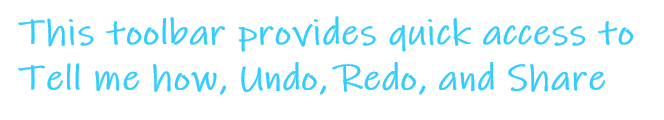 This toolbar provides quick access to
Tell me how, Undo, Redo, and Share